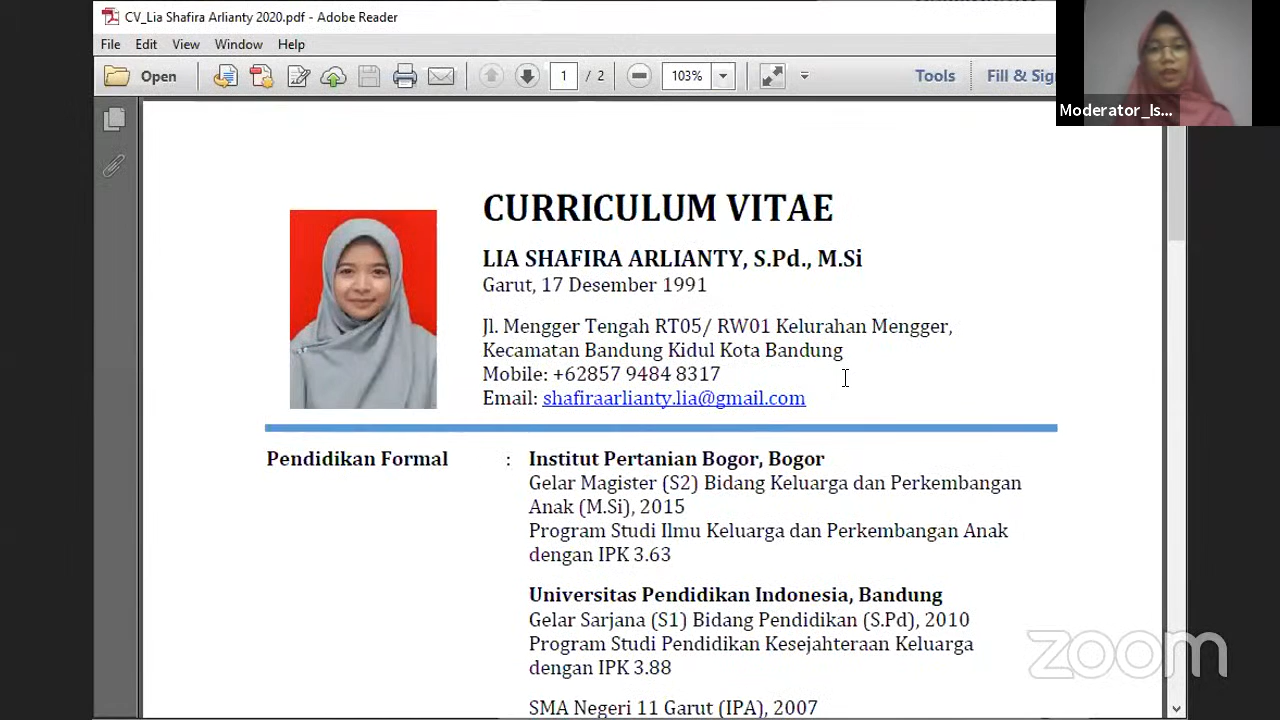 CV_Lia Shafira Arlianty 2020.pdf - Adobe Reader
File Edit View Window Help
Open 1 / 2 103% Tools Fill & Sig
Moderator_Is...
CURRICULUM VITAE
LIA SHAFIRA ARLIANTY, S.Pd., M.Si
Garut, 17 Desember 1991
Jl. Mengger Tengah RT05/ RW01 Kelurahan Mengger,
Kecamatan Bandung Kidul Kota Bandung
Mobile: +62857 9484 8317
Email: shafiraarlianty.lia@gmail.com
Pendidikan Formal : Institut Pertanian Bogor, Bogor
Gelar Magister (S2) Bidang Keluarga dan Perkembangan
Anak (M.Si), 2015
Program Studi Ilmu Keluarga dan Perkembangan Anak
dengan IPK 3.63
Universitas Pendidikan Indonesia, Bandung
Gelar Sarjana (S1) Bidang Pendidikan (S.Pd), 2010
Program Studi Pendidikan Kesejahteraan Keluarga
dengan IPK 3.88
SMA Negeri 11 Garut (IPA), 2007
zoom